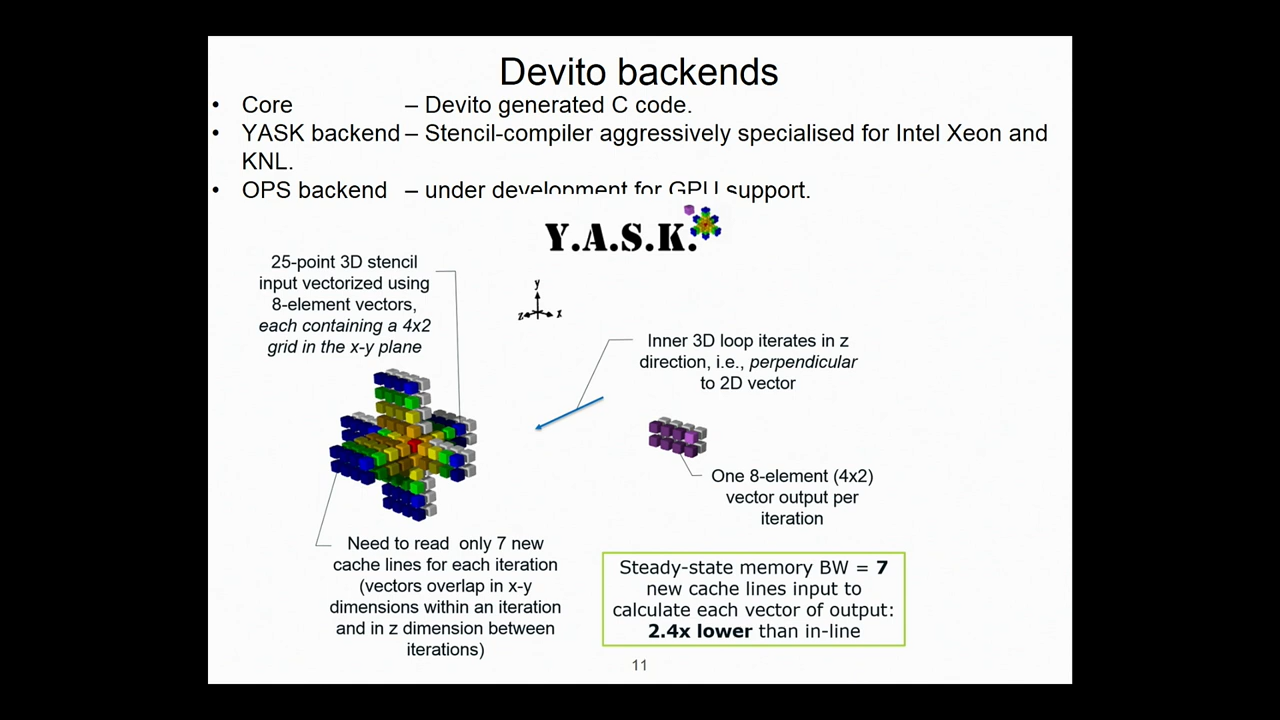 Devito backends
• Core – Devito generated C code.
• YASK backend – Stencil-compiler aggressively specialised for Intel Xeon and
KNL.
• OPS backend – under development for GPU support.
Y.A.S.K.
25-point 3D stencil
input vectorized using
8-element vectors,
each containing a 4x2
grid in the x-y plane
y
z x
Inner 3D loop iterates in z
direction, i.e., perpendicular
to 2D vector
One 8-element (4x2)
vector output per
iteration
Need to read only 7 new
cache lines for each iteration
(vectors overlap in x-y
dimensions within an iteration
and in z dimension between
iterations)
Steady-state memory BW = 7
new cache lines input to
calculate each vector of output:
2.4x lower than in-line
11